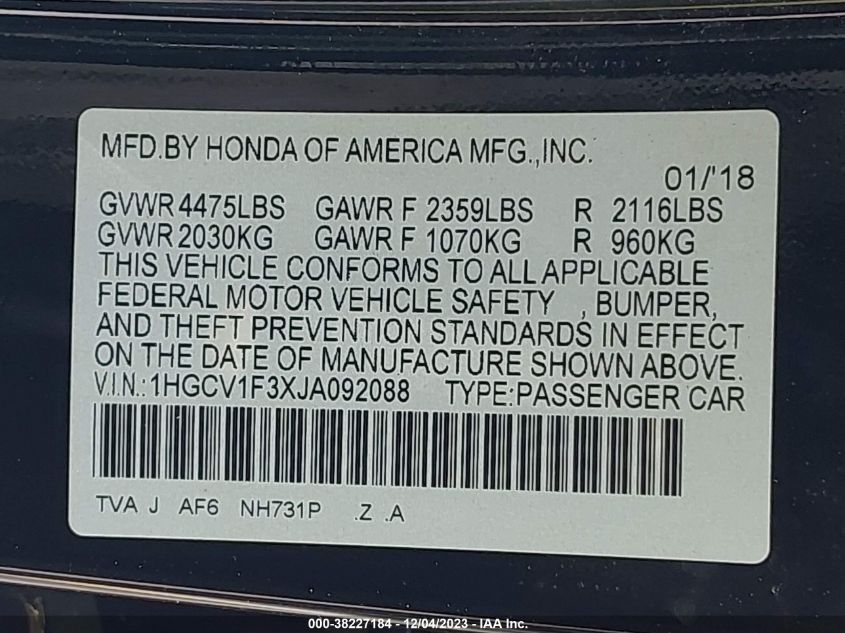 MFD.BY HONDA OF AMERICA MFG.,INC.
01/'18
GVWR 4475LBS GAWR F 2359LBS R 2116LBS
GVWR 2030KG GAWR F 1070KG R 960KG
THIS VEHICLE CONFORMS TO ALL APPLICABLE
FEDERAL MOTOR VEHICLE SAFETY , BUMPER,
AND THEFT PREVENTION STANDARDS IN EFFECT
ON THE DATE OF MANUFACTURE SHOWN ABOVE.
V.I.N.:1HGCV1F3XJA092088 TYPE:PASSENGER CAR
TVA J AF6 NH731P .Z .A
000-38227184 - 12/04/2023 - IAA Inc.